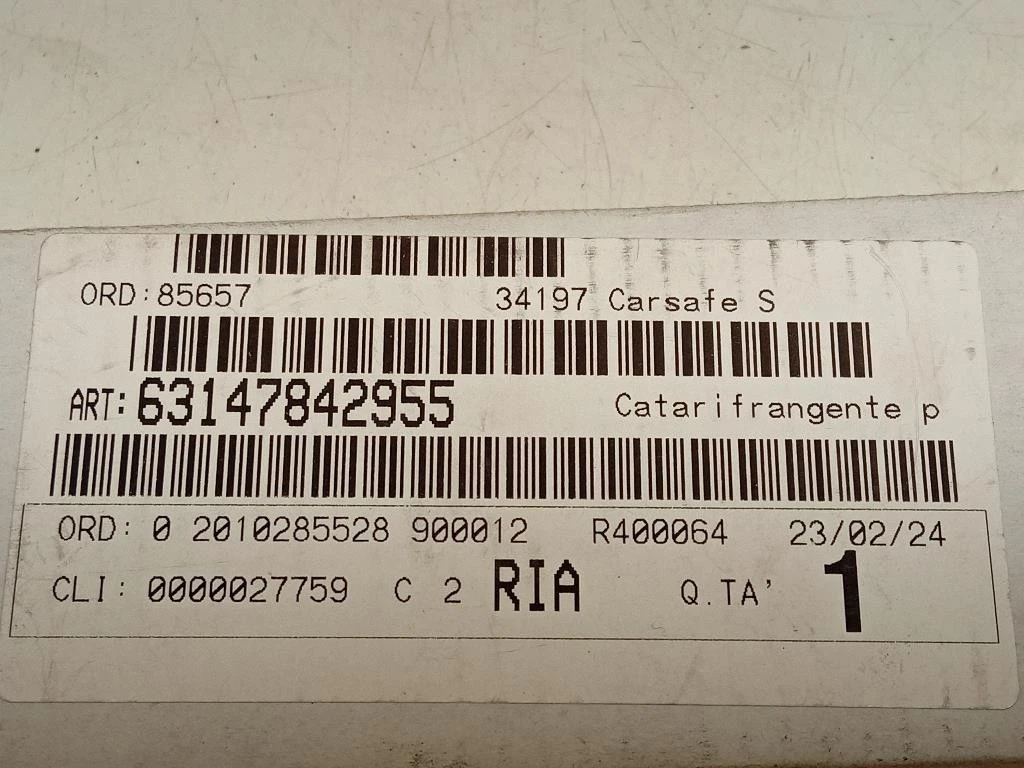 ORD:85657 34197 Carsafe S
ART:63147842955 Catarifrangente p
ORD: 0 2010285528 900012 R400064 23/02/24
CLI: 0000027759 C 2 RIA Q.TA' 1